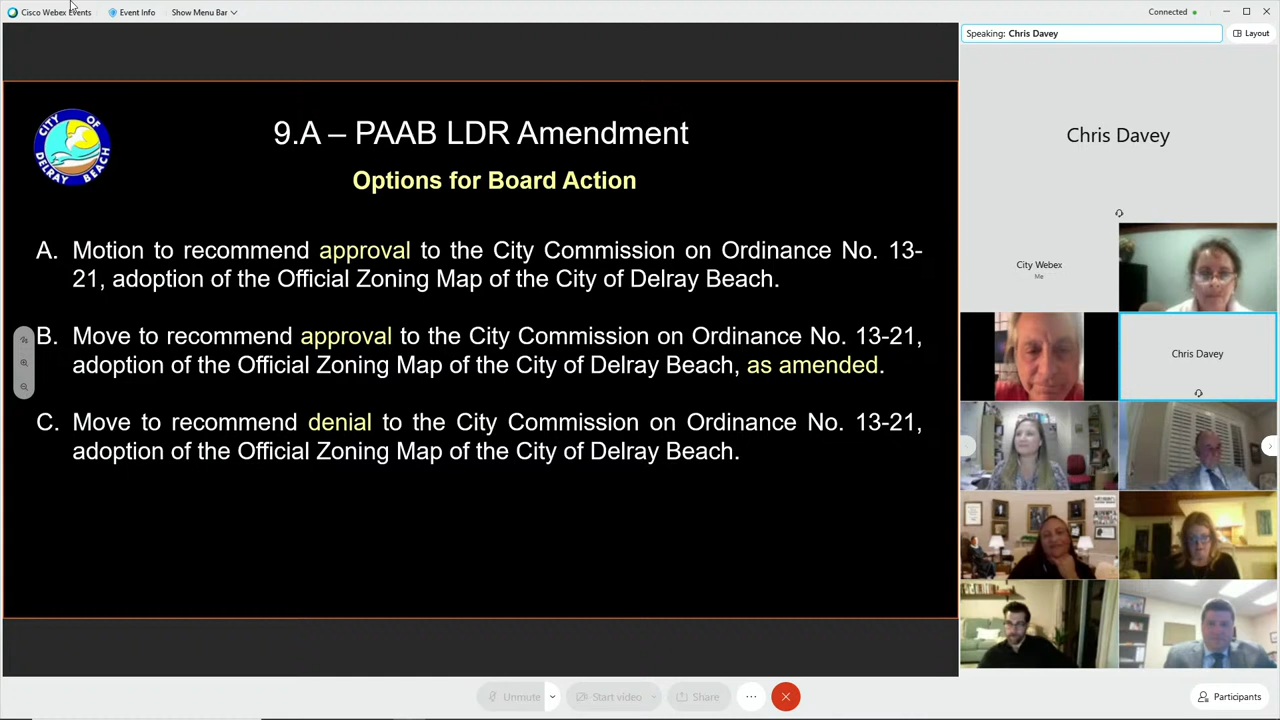 Cisco Webex Events
Event Info
Show Menu Bar
Connected
Speaking: Chris Davey
Layout
CITY OF
DELRAY BEACH
9.A – PAAB LDR Amendment
Options for Board Action
A. Motion to recommend approval to the City Commission on Ordinance No. 13-
21, adoption of the Official Zoning Map of the City of Delray Beach.
B. Move to recommend approval to the City Commission on Ordinance No. 13-21,
adoption of the Official Zoning Map of the City of Delray Beach, as amended.
C. Move to recommend denial to the City Commission on Ordinance No. 13-21,
adoption of the Official Zoning Map of the City of Delray Beach.
Chris Davey
City Webex
Me
Chris Davey
Unmute
Start video
Share
Participants